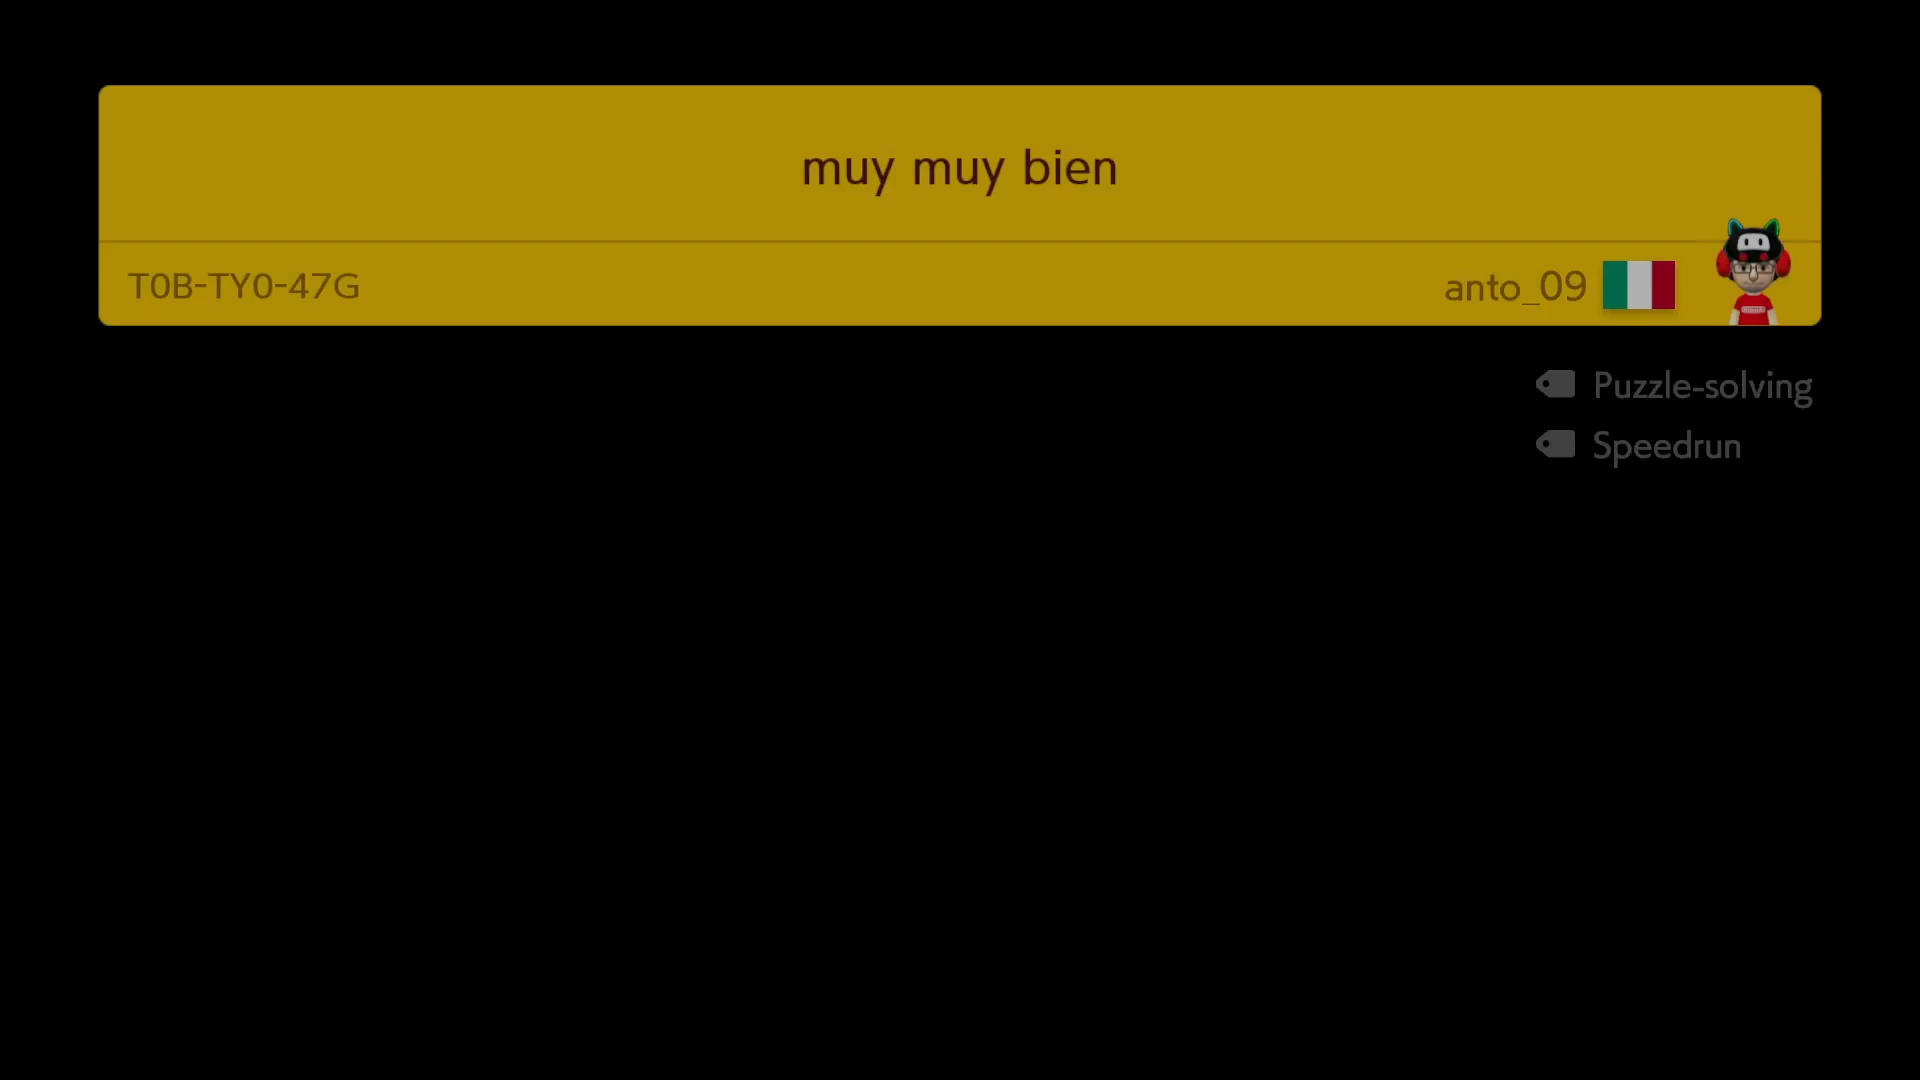 muy muy bien
T0B-TY0-47G
anto_09
Puzzle-solving
Speedrun